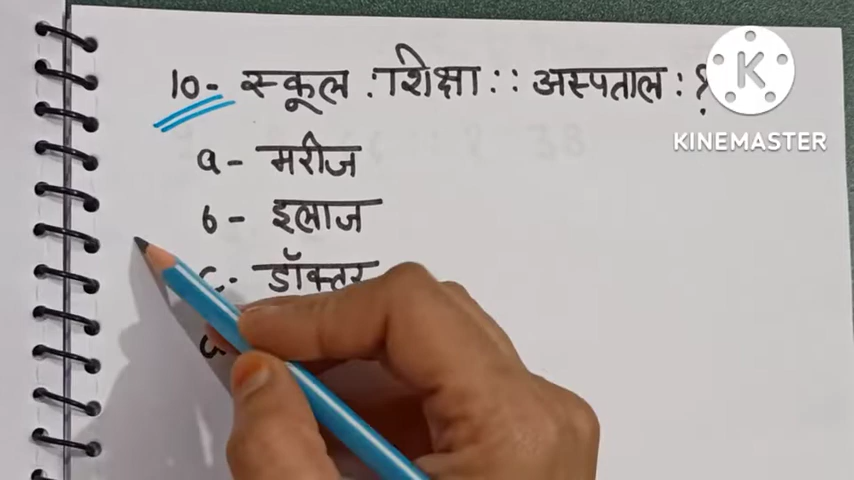 10- स्कूल : शिक्षा :: अस्पताल : ?
a- मरीज
b- इलाज
c- डॉक्टर
d
K
KINEMASTER